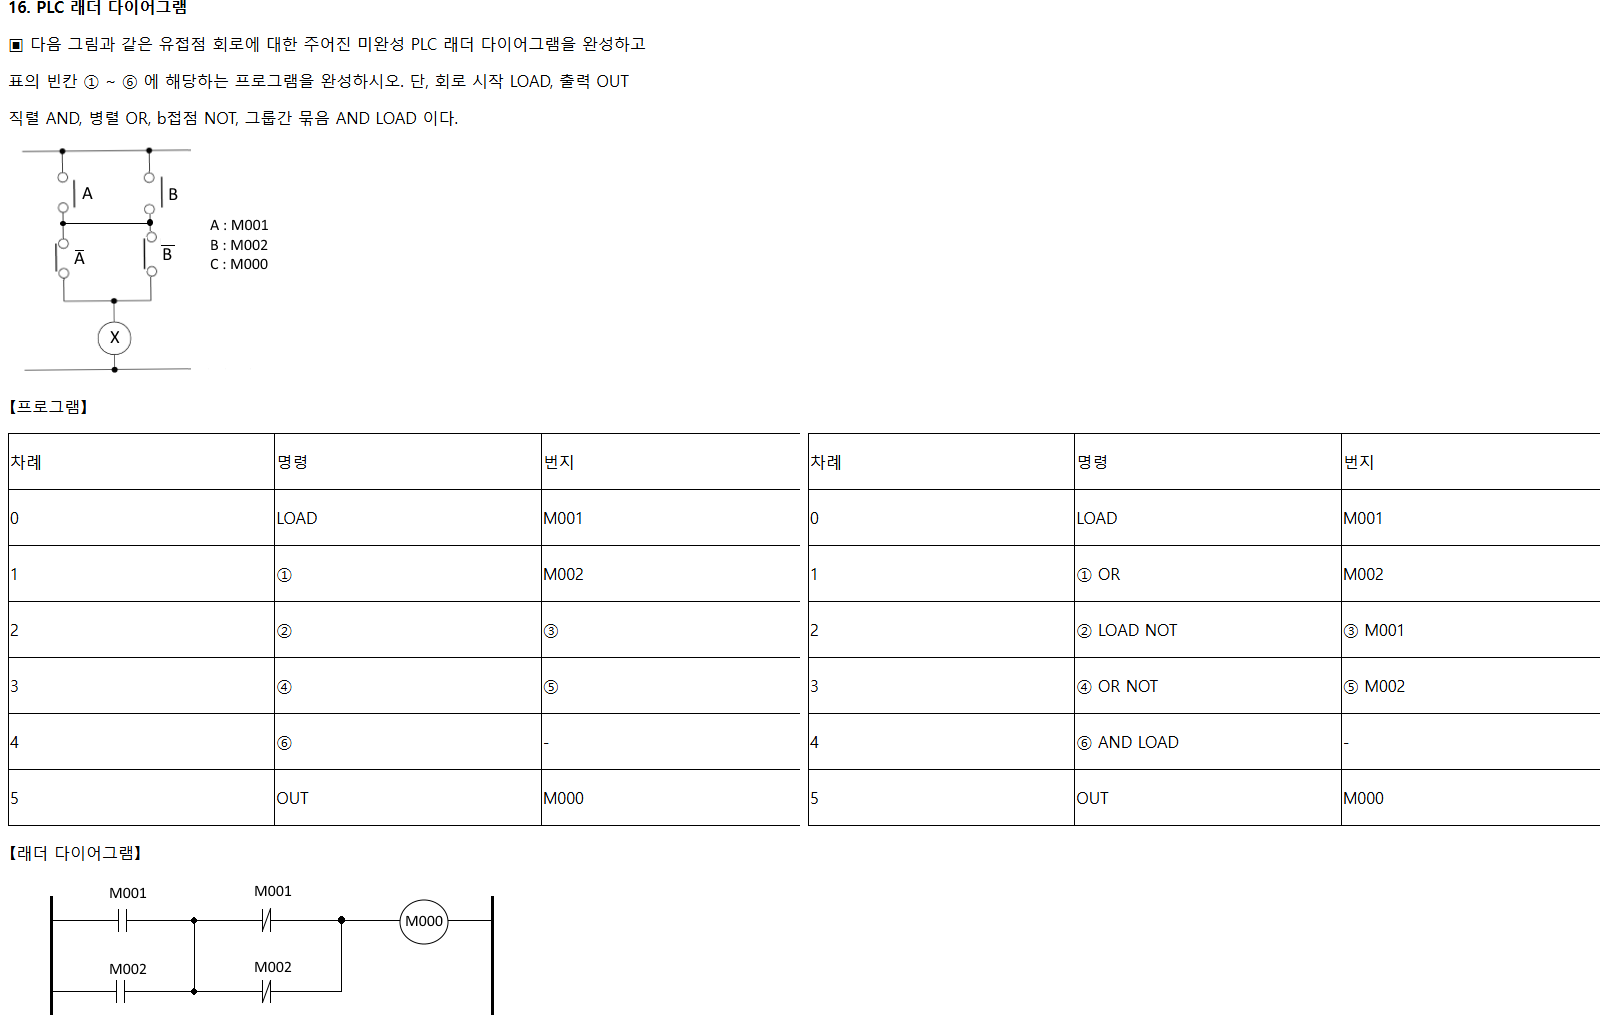 16. PLC 래더 다이어그램
▣ 다음 그림과 같은 유접점 회로에 대한 주어진 미완성 PLC 래더 다이어그램을 완성하고
표의 빈칸 ① ~ ⑥ 에 해당하는 프로그램을 완성하시오. 단, 회로 시작 LOAD, 출력 OUT
직렬 AND, 병렬 OR, b접점 NOT, 그룹간 묶음 AND LOAD 이다.
A B
A : M001
B : M002
C : M000
A̅ B̅
X
【프로그램】
차례 명령 번지 차례 명령 번지
0 LOAD M001 0 LOAD M001
1 ① M002 1 ① OR M002
2 ② ③ 2 ② LOAD NOT ③ M001
3 ④ ⑤ 3 ④ OR NOT ⑤ M002
4 ⑥ - 4 ⑥ AND LOAD -
5 OUT M000 5 OUT M000
【래더 다이어그램】
M001 M001
M000
M002 M002